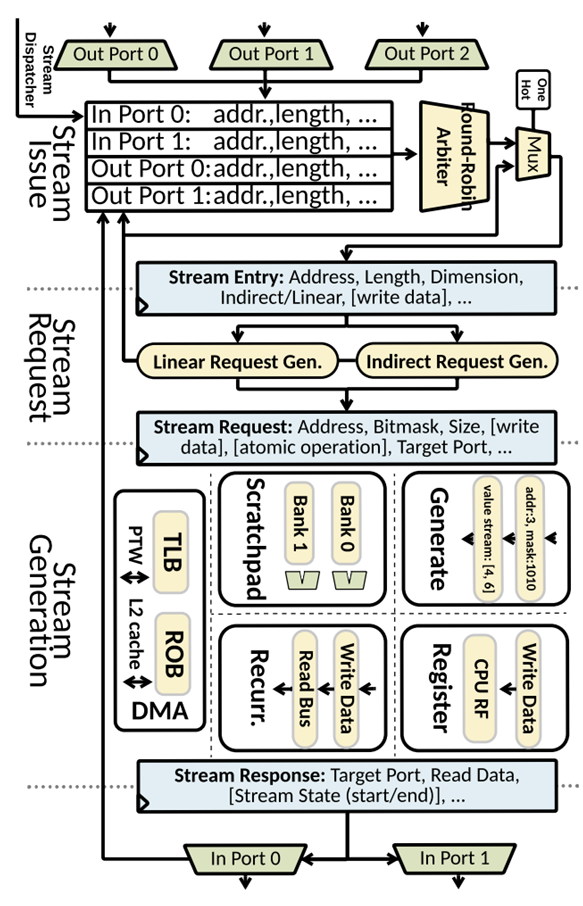 Out Port 0
Out Port 1
Out Port 2
Stream
Dispatcher
One
Hot
In Port 0: addr.,length, ...
In Port 1: addr.,length, ...
Out Port 0:addr.,length, ...
Out Port 1:addr.,length, ...
Round-Robin
Arbiter
Mux
Stream
Issue
Stream Entry: Address, Length, Dimension,
Indirect/Linear, [write data], ...
Stream
Request
Linear Request Gen.
Indirect Request Gen.
Stream Request: Address, Bitmask, Size, [write
data], [atomic operation], Target Port, ...
Stream
Generation
TLB
PTW
ROB
L2 cache
DMA
Bank 0
Bank 1
Scratchpad
addr:3, mask:1010
value stream: [4, 6]
Generate
Write Data
Read Bus
Recurr.
Write Data
CPU RF
Register
Stream Response: Target Port, Read Data,
[Stream State (start/end)], ...
In Port 0
In Port 1